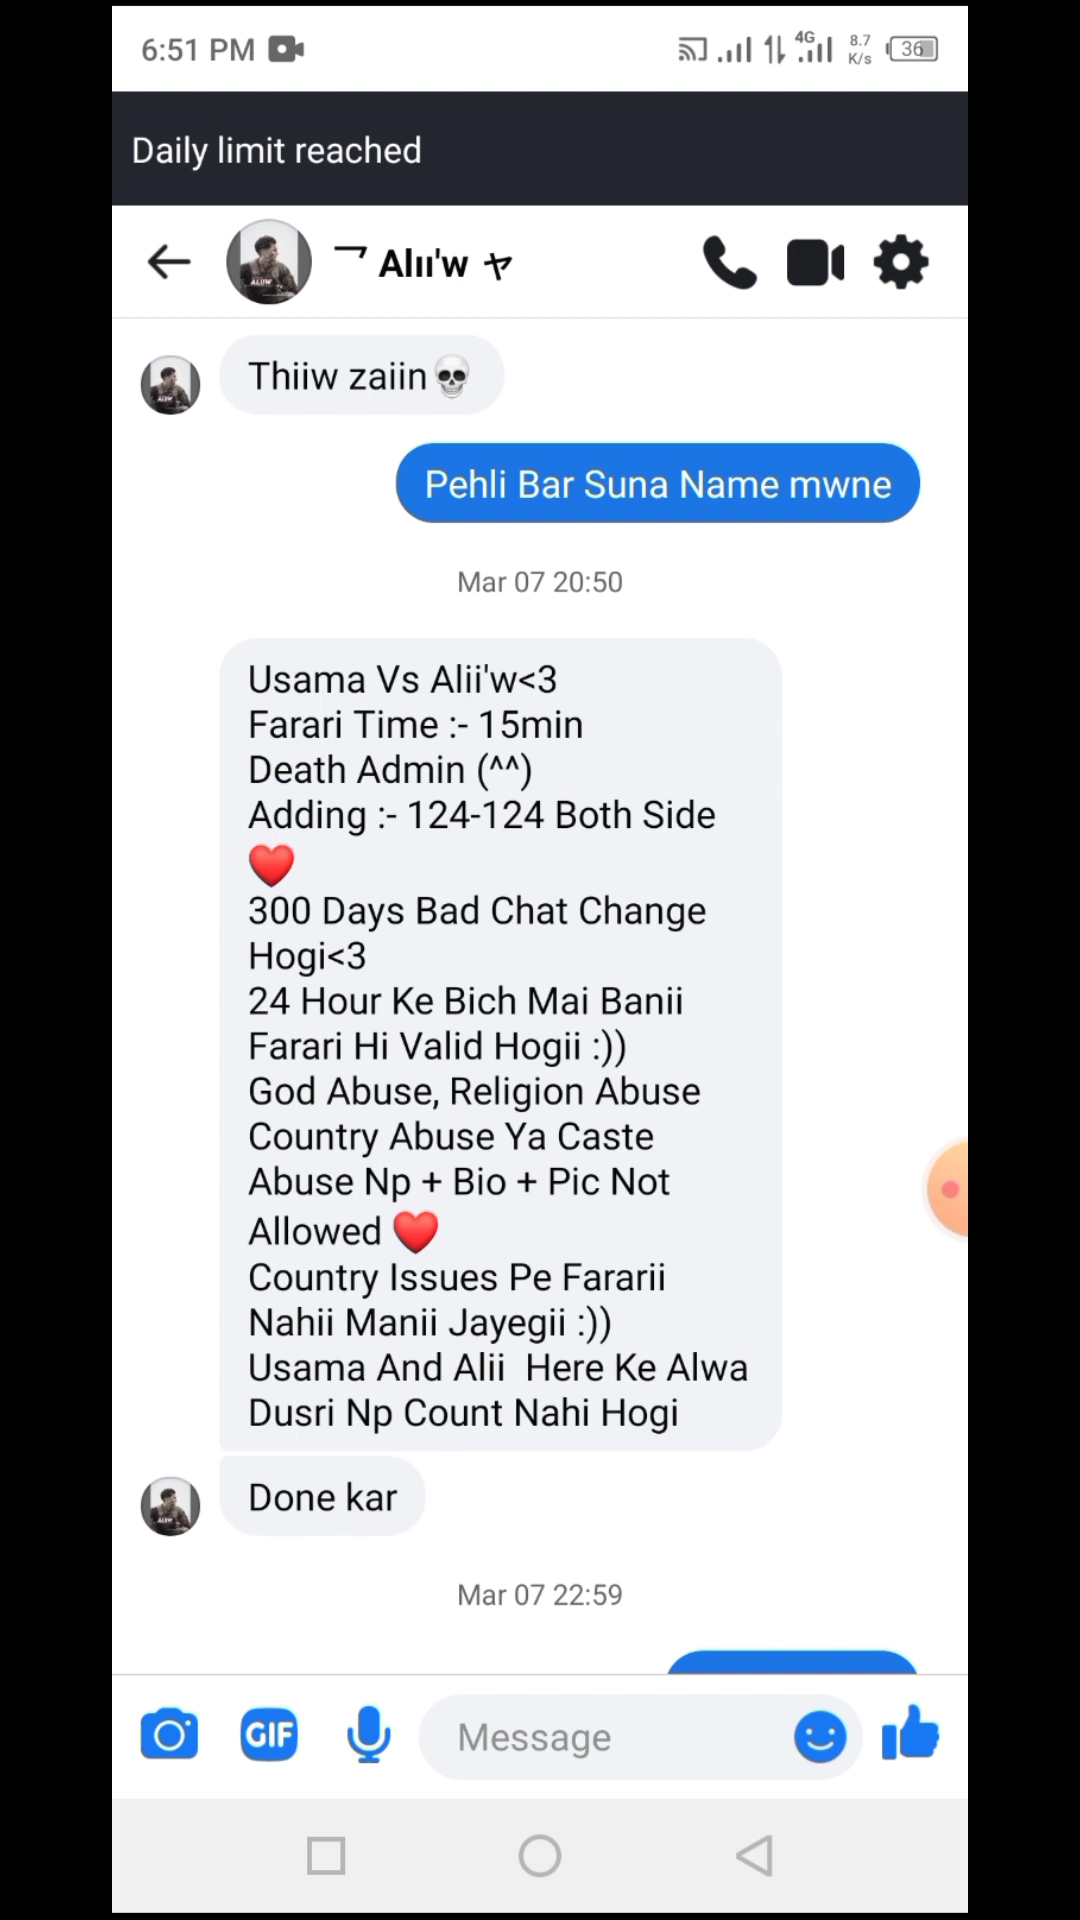 6:51 PM
4G
8.7
K/s
36
Daily limit reached
乛 Alıı'w ヤ
Thiiw zaiin💀
Pehli Bar Suna Name mwne
Mar 07 20:50
Usama Vs Alii'w<3
Farari Time :- 15min
Death Admin (^^)
Adding :- 124-124 Both Side
❤️
300 Days Bad Chat Change
Hogi<3
24 Hour Ke Bich Mai Banii
Farari Hi Valid Hogii :))
God Abuse, Religion Abuse
Country Abuse Ya Caste
Abuse Np + Bio + Pic Not
Allowed ❤️
Country Issues Pe Fararii
Nahii Manii Jayegii :))
Usama And Alii  Here Ke Alwa
Dusri Np Count Nahi Hogi
Done kar
Mar 07 22:59
GIF
Message